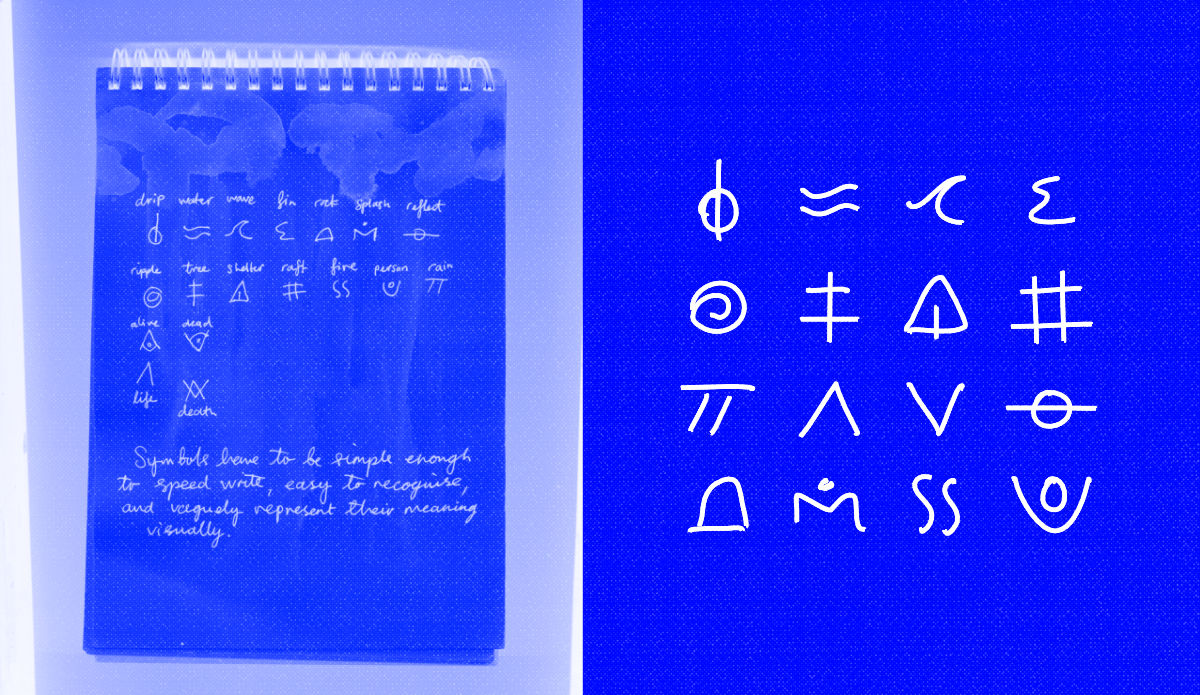 drip water wave fin rock splash reflect
ripple tree shelter raft fire person rain
alive dead
life
death
Symbols have to be simple enough
to speed write, easy to recognise,
and vaguely represent their meaning
visually.